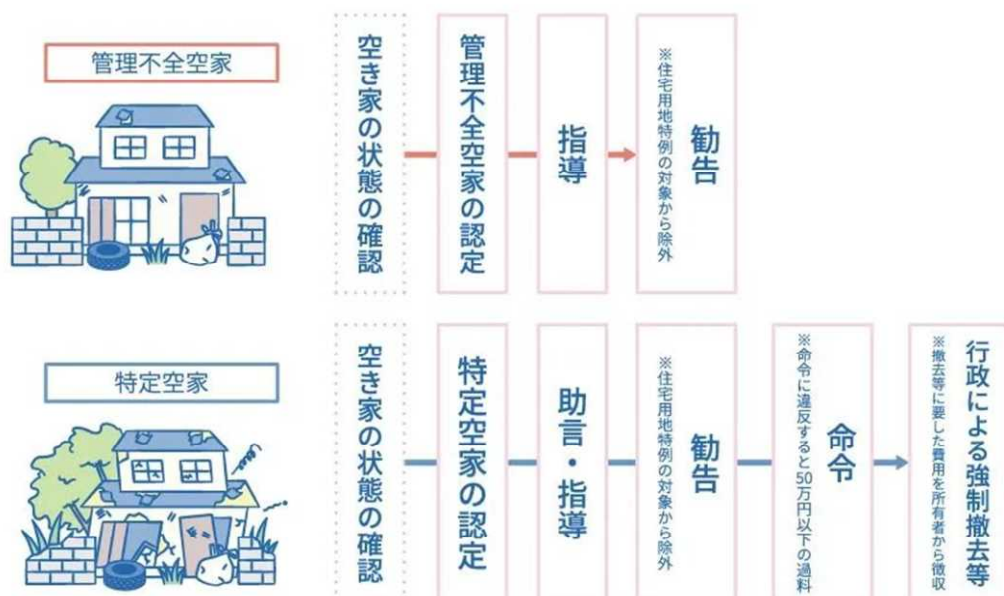 管理不全空家
空き家の状態の確認
管理不全空家の認定
指導
勧告
※住宅用地特例の対象から除外
特定空家
空き家の状態の確認
特定空家の認定
助言・指導
勧告
※住宅用地特例の対象から除外
命令
※命令に違反すると50万円以下の過料
行政による強制撤去等
※撤去等に要した費用を所有者から徴収